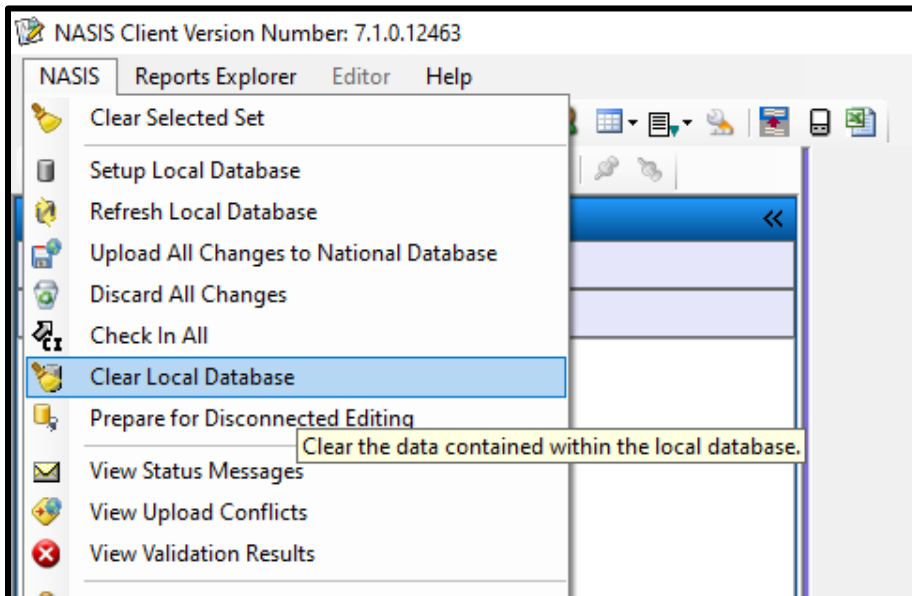 NASIS Client Version Number: 7.1.0.12463
NASIS Reports Explorer Editor Help
Clear Selected Set
Setup Local Database
Refresh Local Database
Upload All Changes to National Database
Discard All Changes
Check In All
Clear Local Database
Prepare for Disconnected Editing
Clear the data contained within the local database.
View Status Messages
View Upload Conflicts
View Validation Results